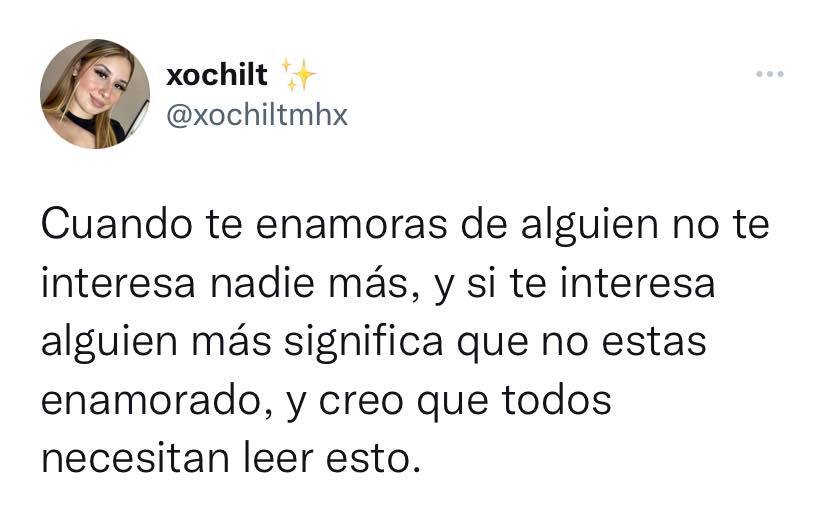 xochilt ✨
@xochiltmhx
Cuando te enamoras de alguien no te
interesa nadie más, y si te interesa
alguien más significa que no estas
enamorado, y creo que todos
necesitan leer esto.